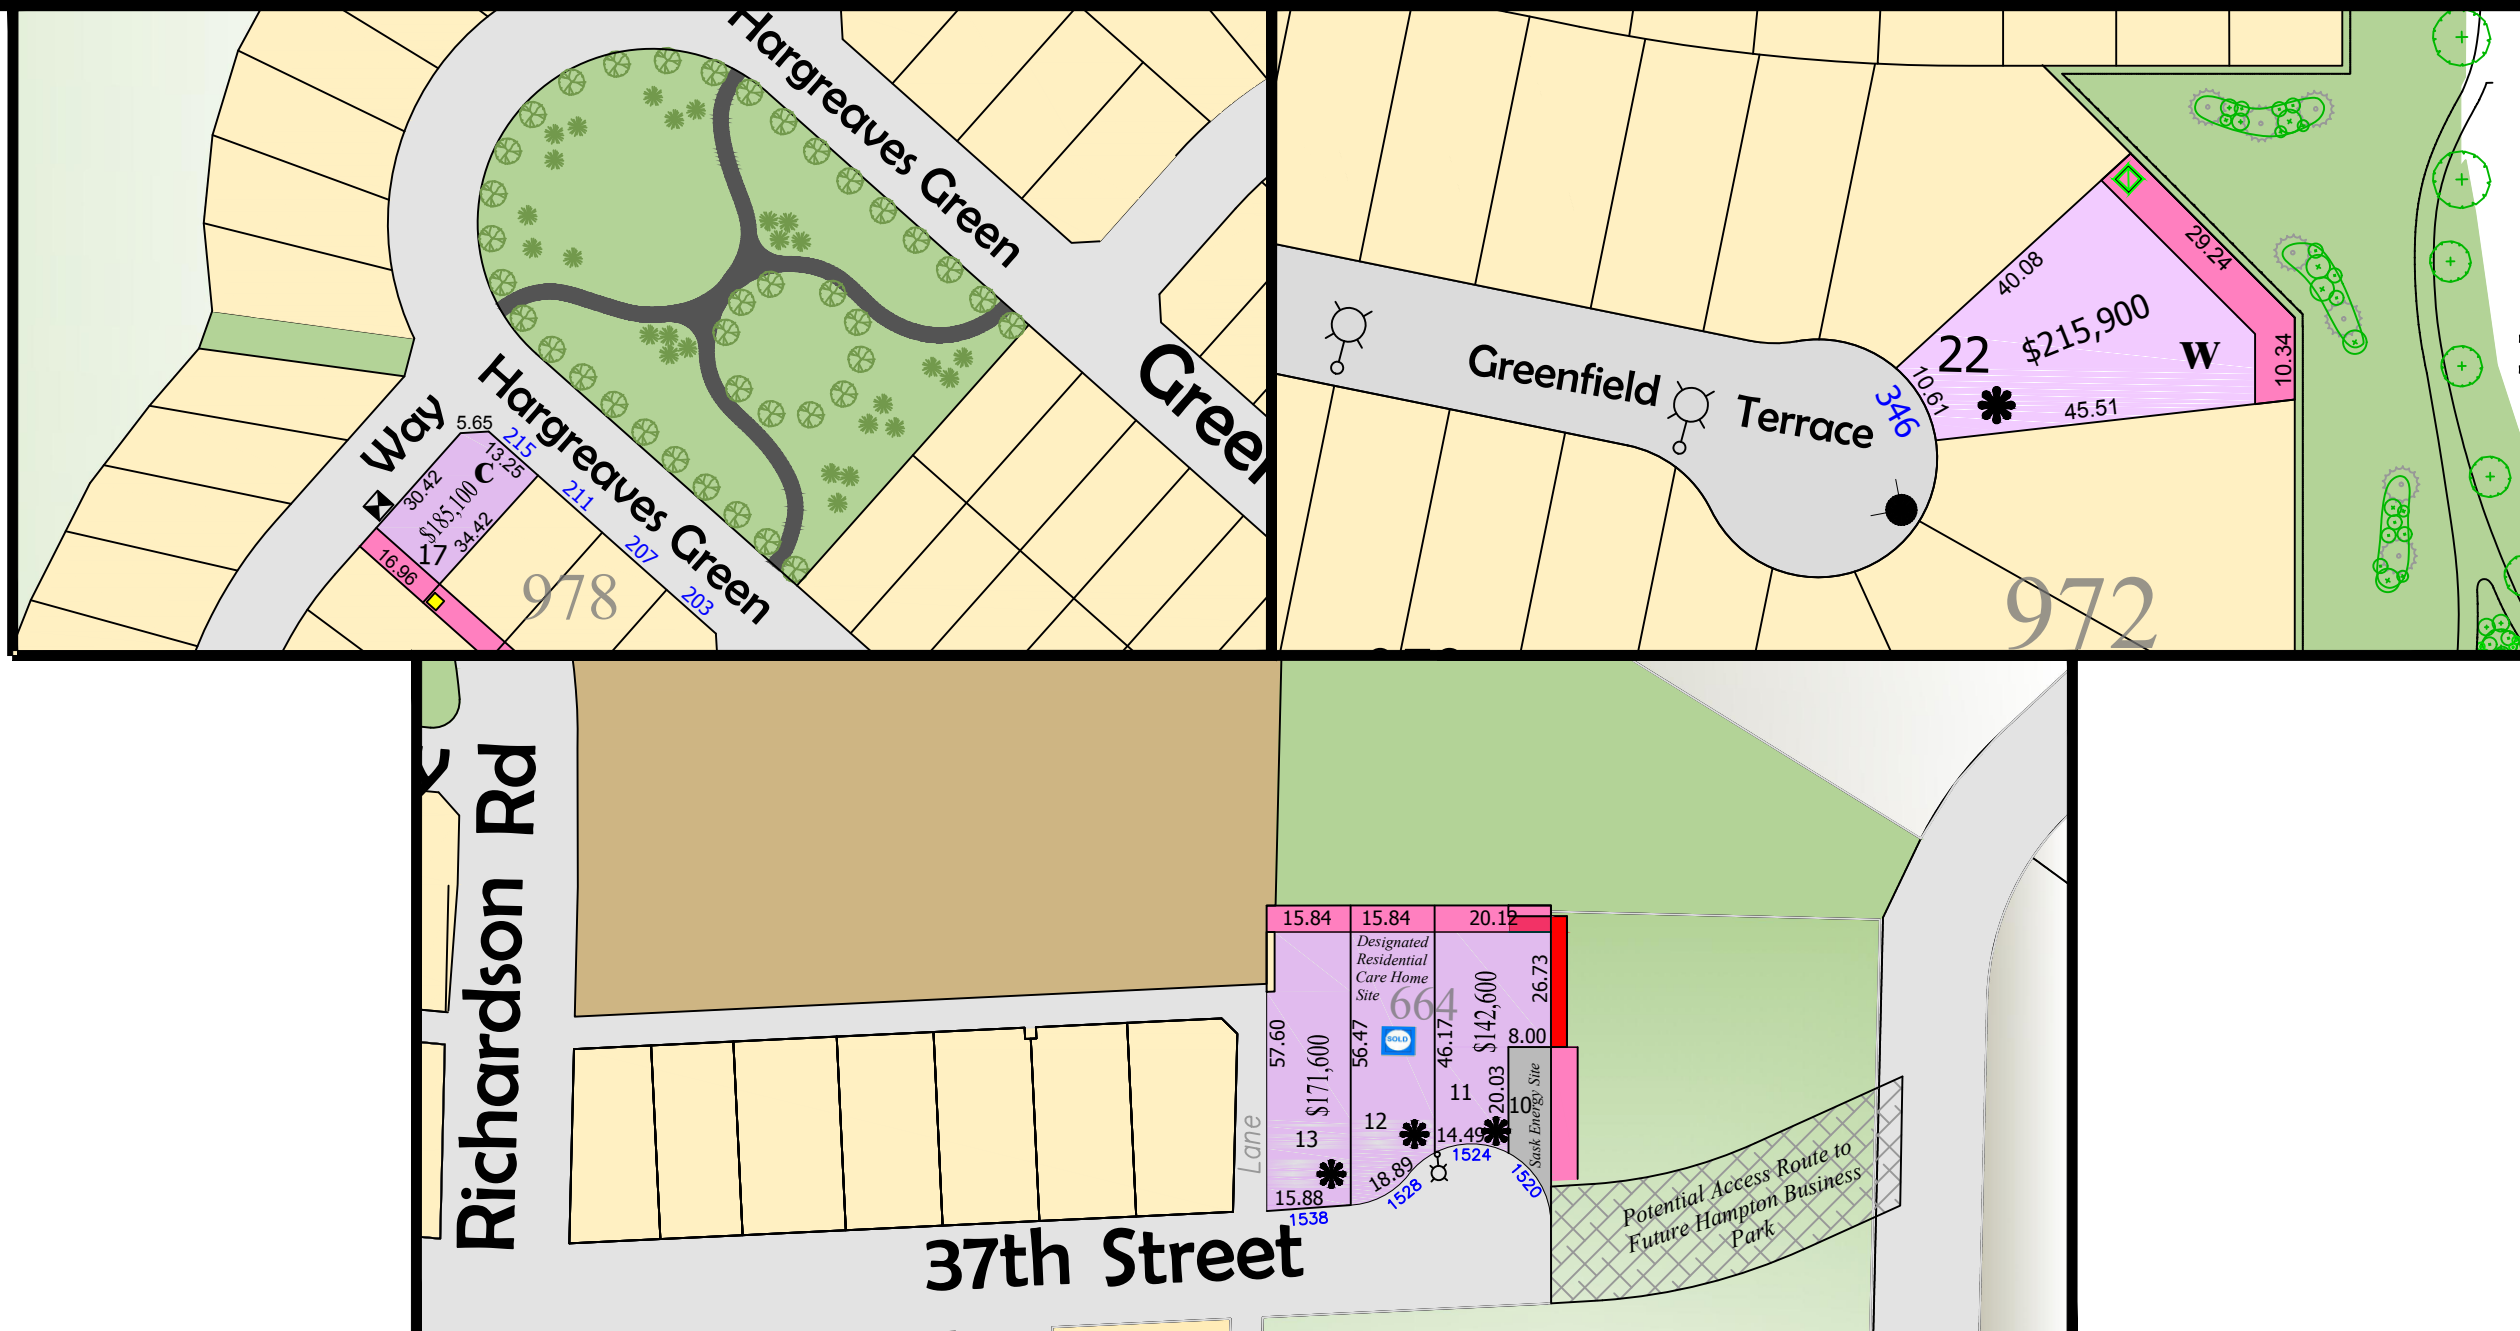 Hargreaves Green
Green
Way
5.65
215
13.25
C
30.42
$185,100
34.42
17
16.96
Hargreaves Green
211
207
203
978
29.24
40.08
$215,900
22
W
10.34
10.61
45.51
346
Greenfield Terrace
972
Richardson Rd
15.84
15.84
20.12
Designated
Residential
Care Home
Site
664
26.73
$142,600
57.60
56.47
46.17
8.00
$171,600
SOLD
11
20.03
10
Sask Energy Site
12
13
14.49
1524
Lane
18.89
1528
1520
15.88
1538
37th Street
Potential Access Route to
Future Hampton Business
Park